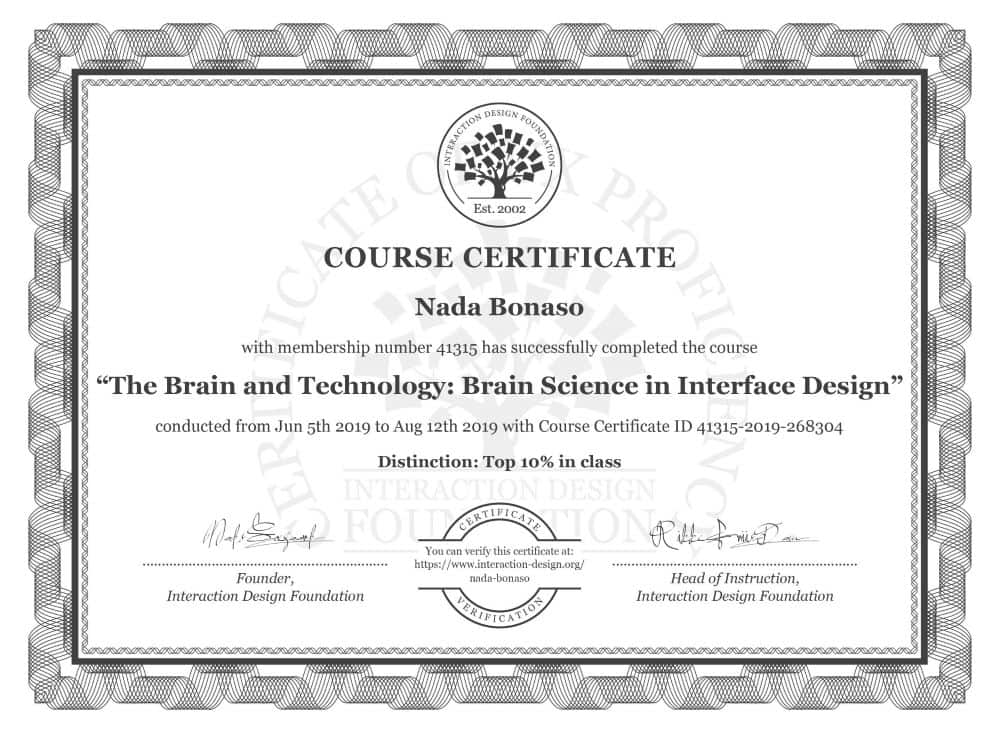 INTERACTION DESIGN FOUNDATION
Est. 2002
CERTIFICATE OF UX PROFICIENCY
COURSE CERTIFICATE
Nada Bonaso
with membership number 41315 has successfully completed the course
“The Brain and Technology: Brain Science in Interface Design”
conducted from Jun 5th 2019 to Aug 12th 2019 with Course Certificate ID 41315-2019-268304
Distinction: Top 10% in class
INTERACTION DESIGN
FOUNDATION
CERTIFICATE
You can verify this certificate at:
https://www.interaction-design.org/
nada-bonaso
VERIFICATION
Founder,
Interaction Design Foundation
Head of Instruction,
Interaction Design Foundation